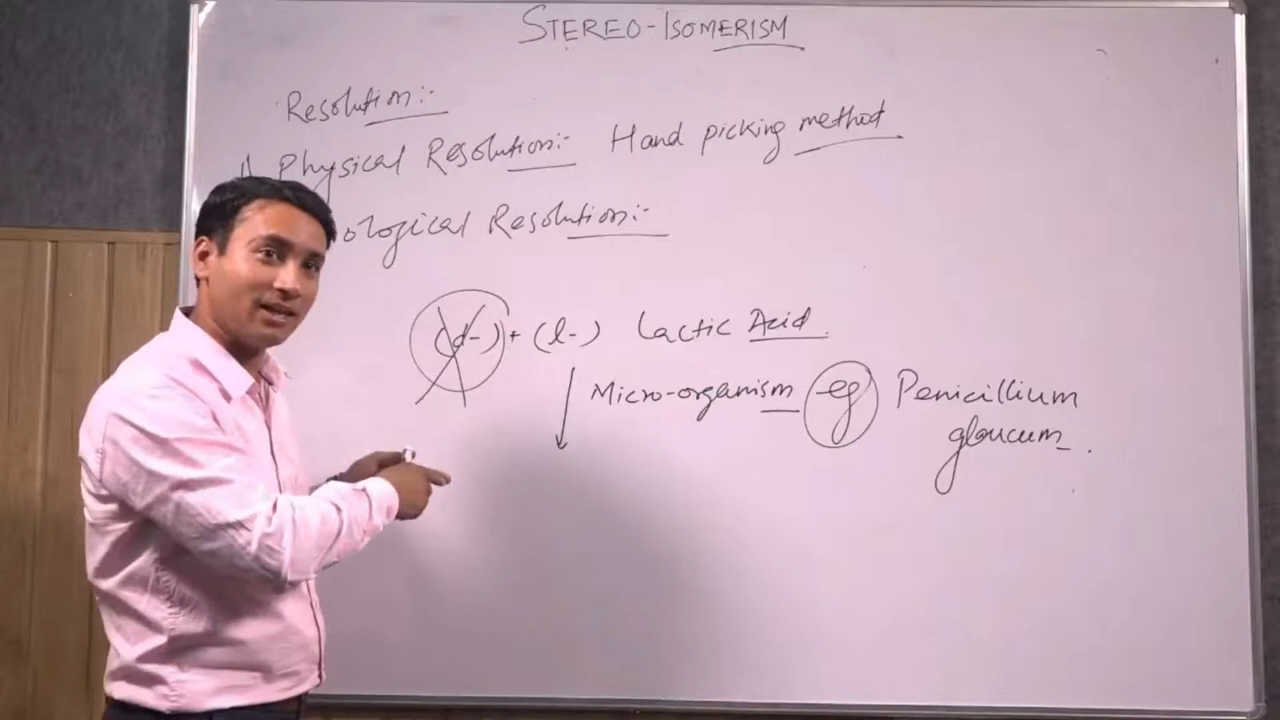 STEREO-ISOMERISM
Resolution:-
Physical Resolution:- Hand picking method
ological Resolution:-
(d-) + (l-) Lactic Acid.
Micro-organism eg Penicillium
glaucum.